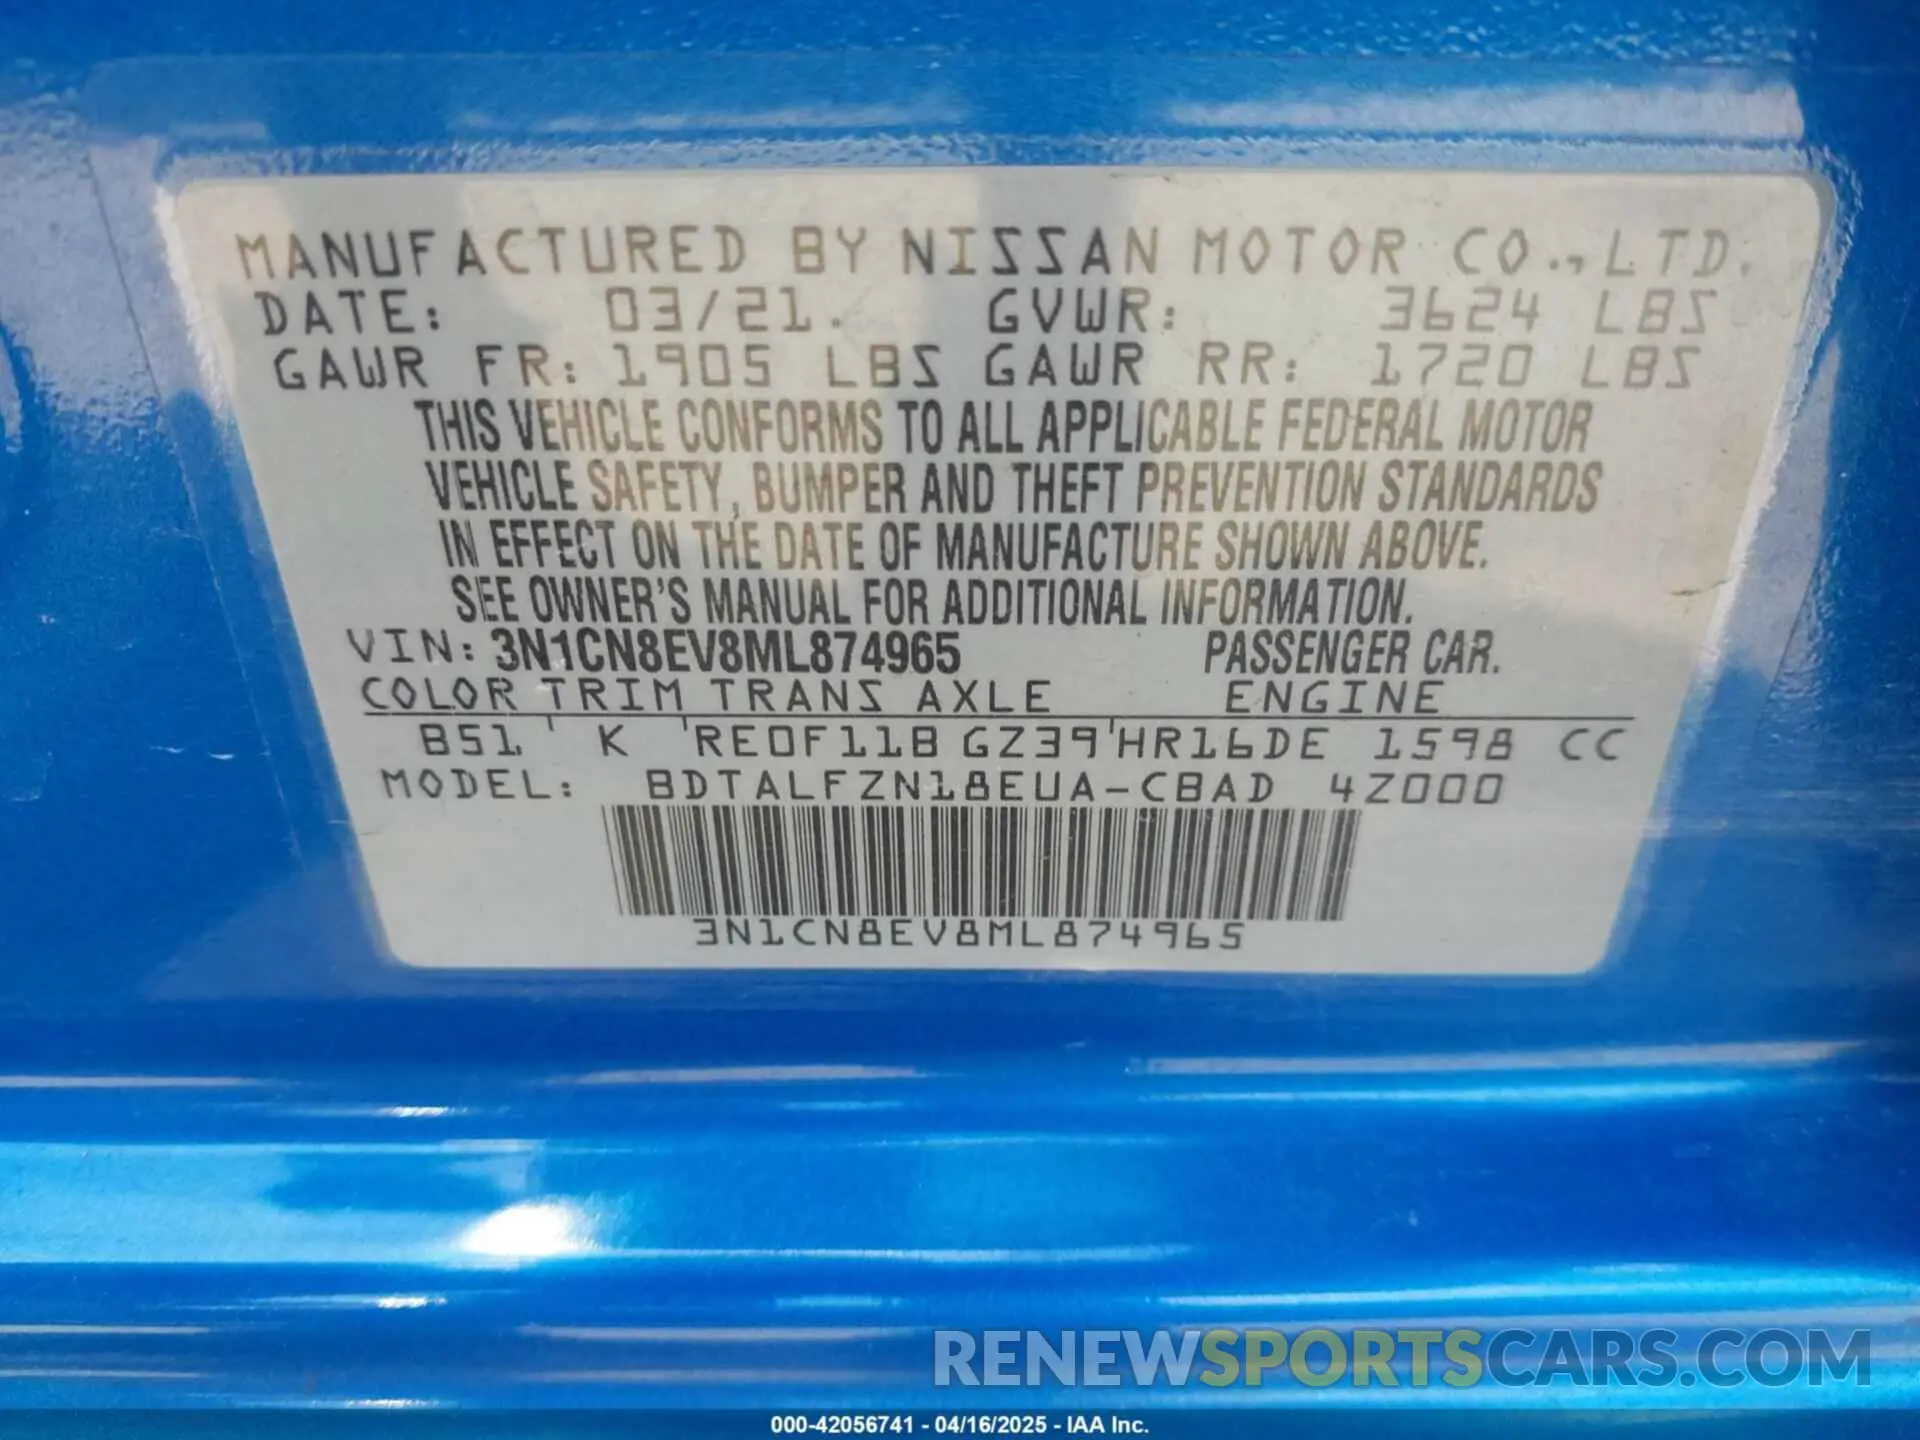 MANUFACTURED BY NISSAN MOTOR CO., LTD.
DATE: 03/21. GVWR: 3624 LBS
GAWR FR: 1905 LBS GAWR RR: 1720 LBS
THIS VEHICLE CONFORMS TO ALL APPLICABLE FEDERAL MOTOR
VEHICLE SAFETY, BUMPER AND THEFT PREVENTION STANDARDS
IN EFFECT ON THE DATE OF MANUFACTURE SHOWN ABOVE.
SEE OWNER'S MANUAL FOR ADDITIONAL INFORMATION.
VIN: 3N1CN8EV8ML874965 PASSENGER CAR.
COLOR TRIM TRANS AXLE ENGINE
B51 K RE0F11B GZ39 HR16DE 1598 CC
MODEL: BDTALFZN18EUA-CBAD 4Z000
3N1CN8EV8ML874965
RENEWSPORTSCARS.COM
000-42056741 - 04/16/2025 - IAA Inc.